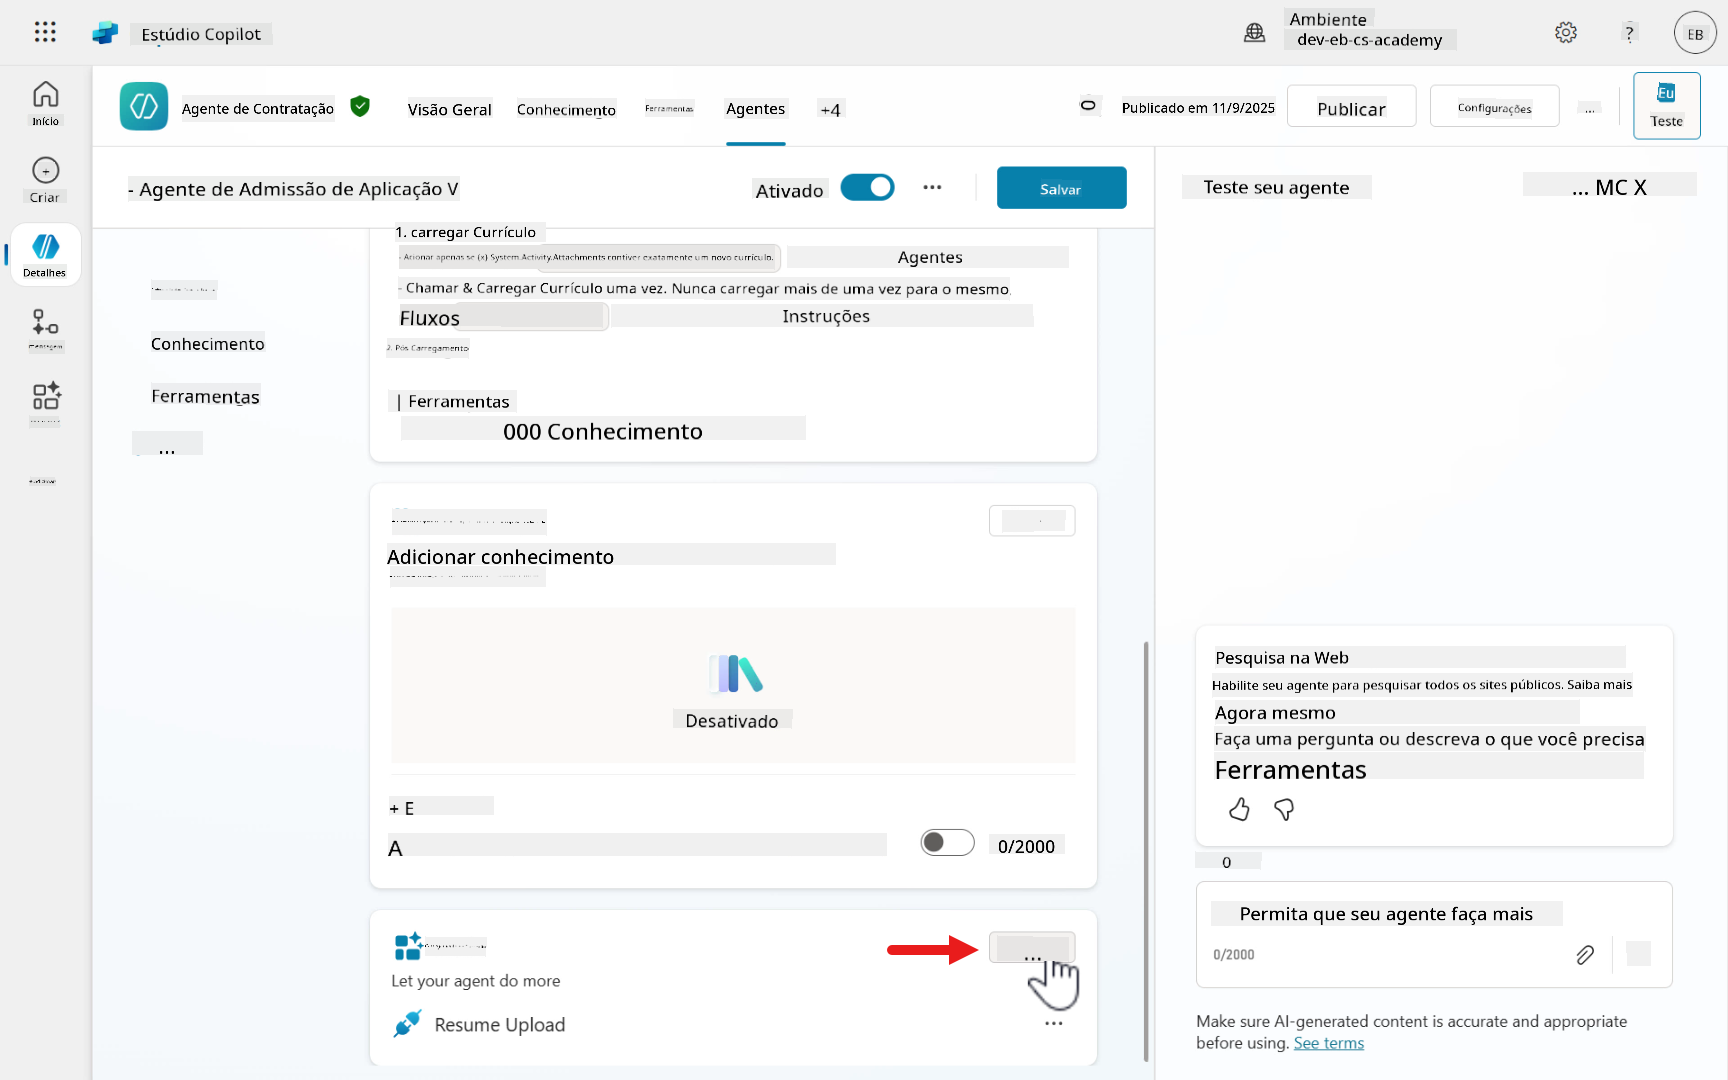 Estúdio Copilot
Ambiente
dev-eb-cs-academy
?
EB
Início
Criar
Detalhes
Agente de Contratação
Visão Geral
Conhecimento
Ferramentas
Agentes
+4
Publicado em 11/9/2025
Publicar
Configurações
...
Eu
Teste
- Agente de Admissão de Aplicação V
Ativado
Salvar
Teste seu agente
... MC X
Conhecimento
Ferramentas
...
1. carregar Currículo
- Acionar apenas se (x) System.Activity.Attachments contiver exatamente um novo currículo.
Agentes
- Chamar & Carregar Currículo uma vez. Nunca carregar mais de uma vez para o mesmo.
Fluxos
Instruções
2. Pós Carregamento
| Ferramentas
000 Conhecimento
Adicionar conhecimento
Desativado
+ E
A
0/2000
...
Let your agent do more
Resume Upload
Pesquisa na Web
Habilite seu agente para pesquisar todos os sites públicos. Saiba mais
Agora mesmo
Faça uma pergunta ou descreva o que você precisa
Ferramentas
0
Permita que seu agente faça mais
0/2000
Make sure AI-generated content is accurate and appropriate
before using. See terms